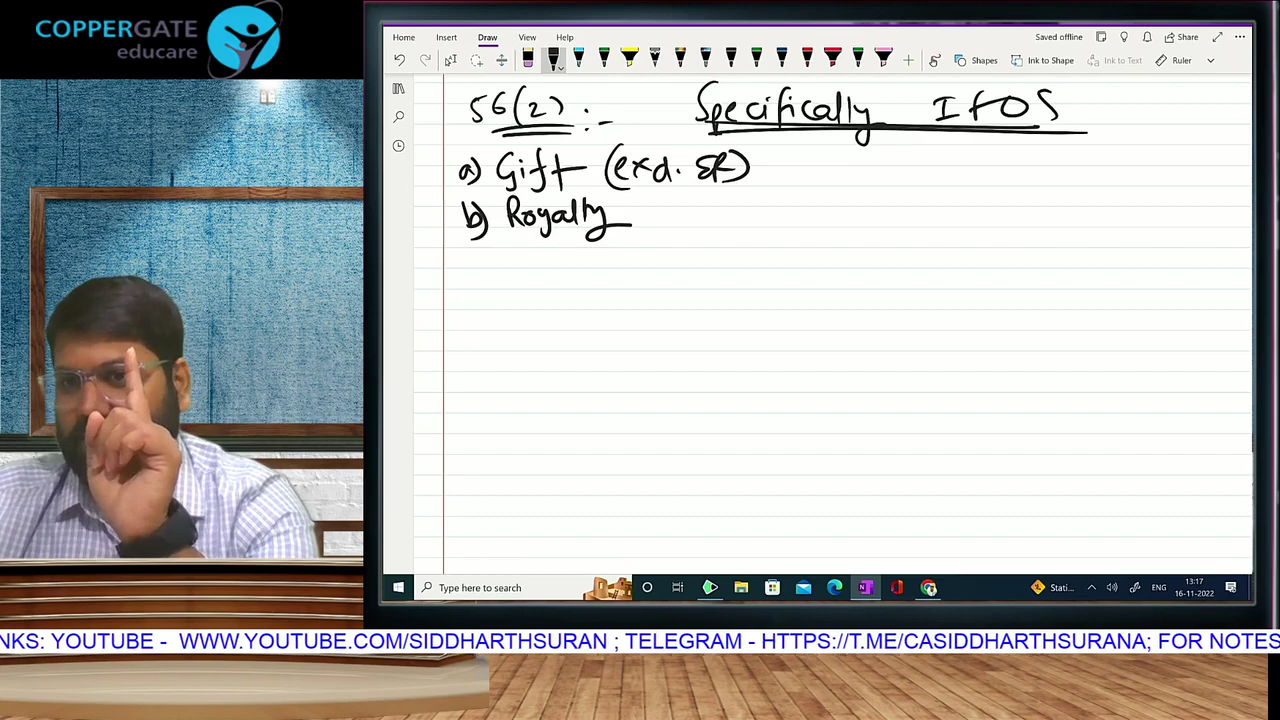 COPPERGATE
educare
Home Insert Draw View Help
Saved offline
Share
Shapes
Ink to Shape
Ink to Text
Ruler
56(2) :- Specifically IFOS
a) Gift (exd. SR)
b) Royalty
Type here to search
Stati...
ENG
13:17
16-11-2022
NKS: YOUTUBE - WWW.YOUTUBE.COM/SIDDHARTHSURAN ; TELEGRAM - HTTPS://T.ME/CASIDDHARTHSURANA; FOR NOTES